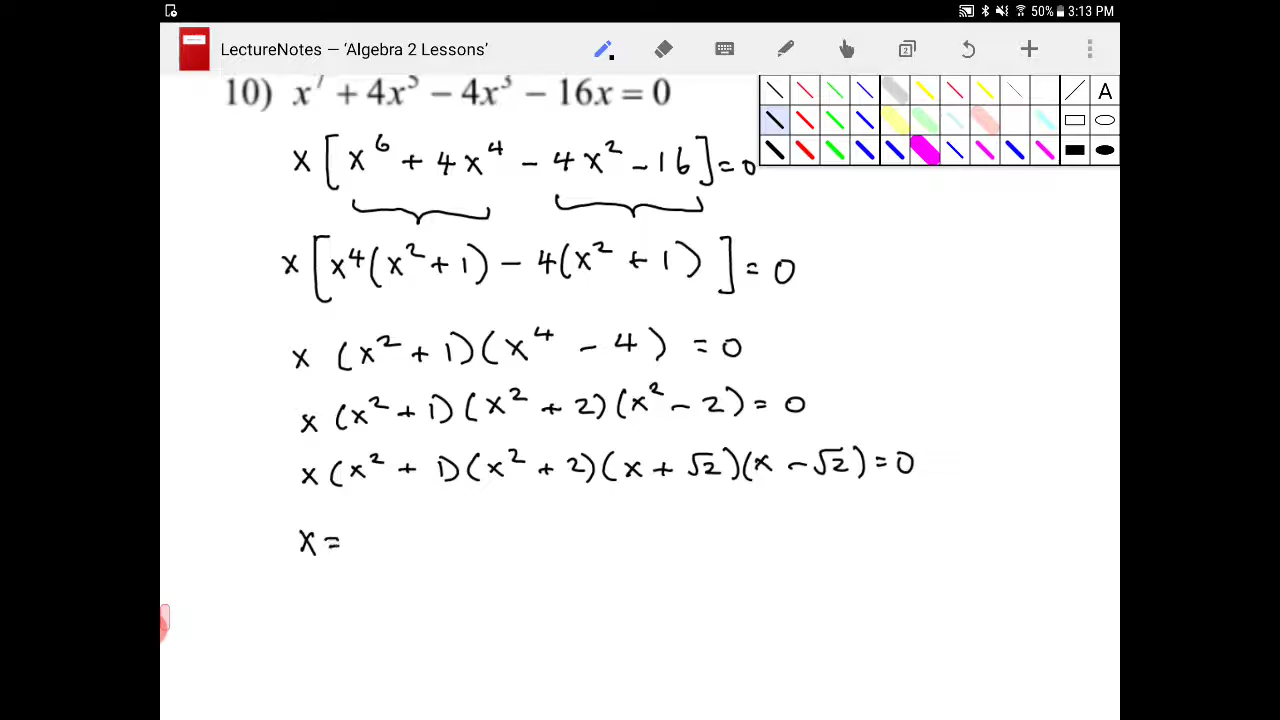 50% 3:13 PM
LectureNotes — ‘Algebra 2 Lessons’
2
A
10) x⁷ + 4x⁵ − 4x³ − 16x = 0
x[x⁶ + 4x⁴ − 4x² − 16] = 0
x[x⁴(x² + 1) − 4(x² + 1)] = 0
x (x² + 1)(x⁴ − 4) = 0
x (x² + 1)(x² + 2)(x² − 2) = 0
x (x² + 1)(x² + 2)(x + √2)(x − √2) = 0
x =